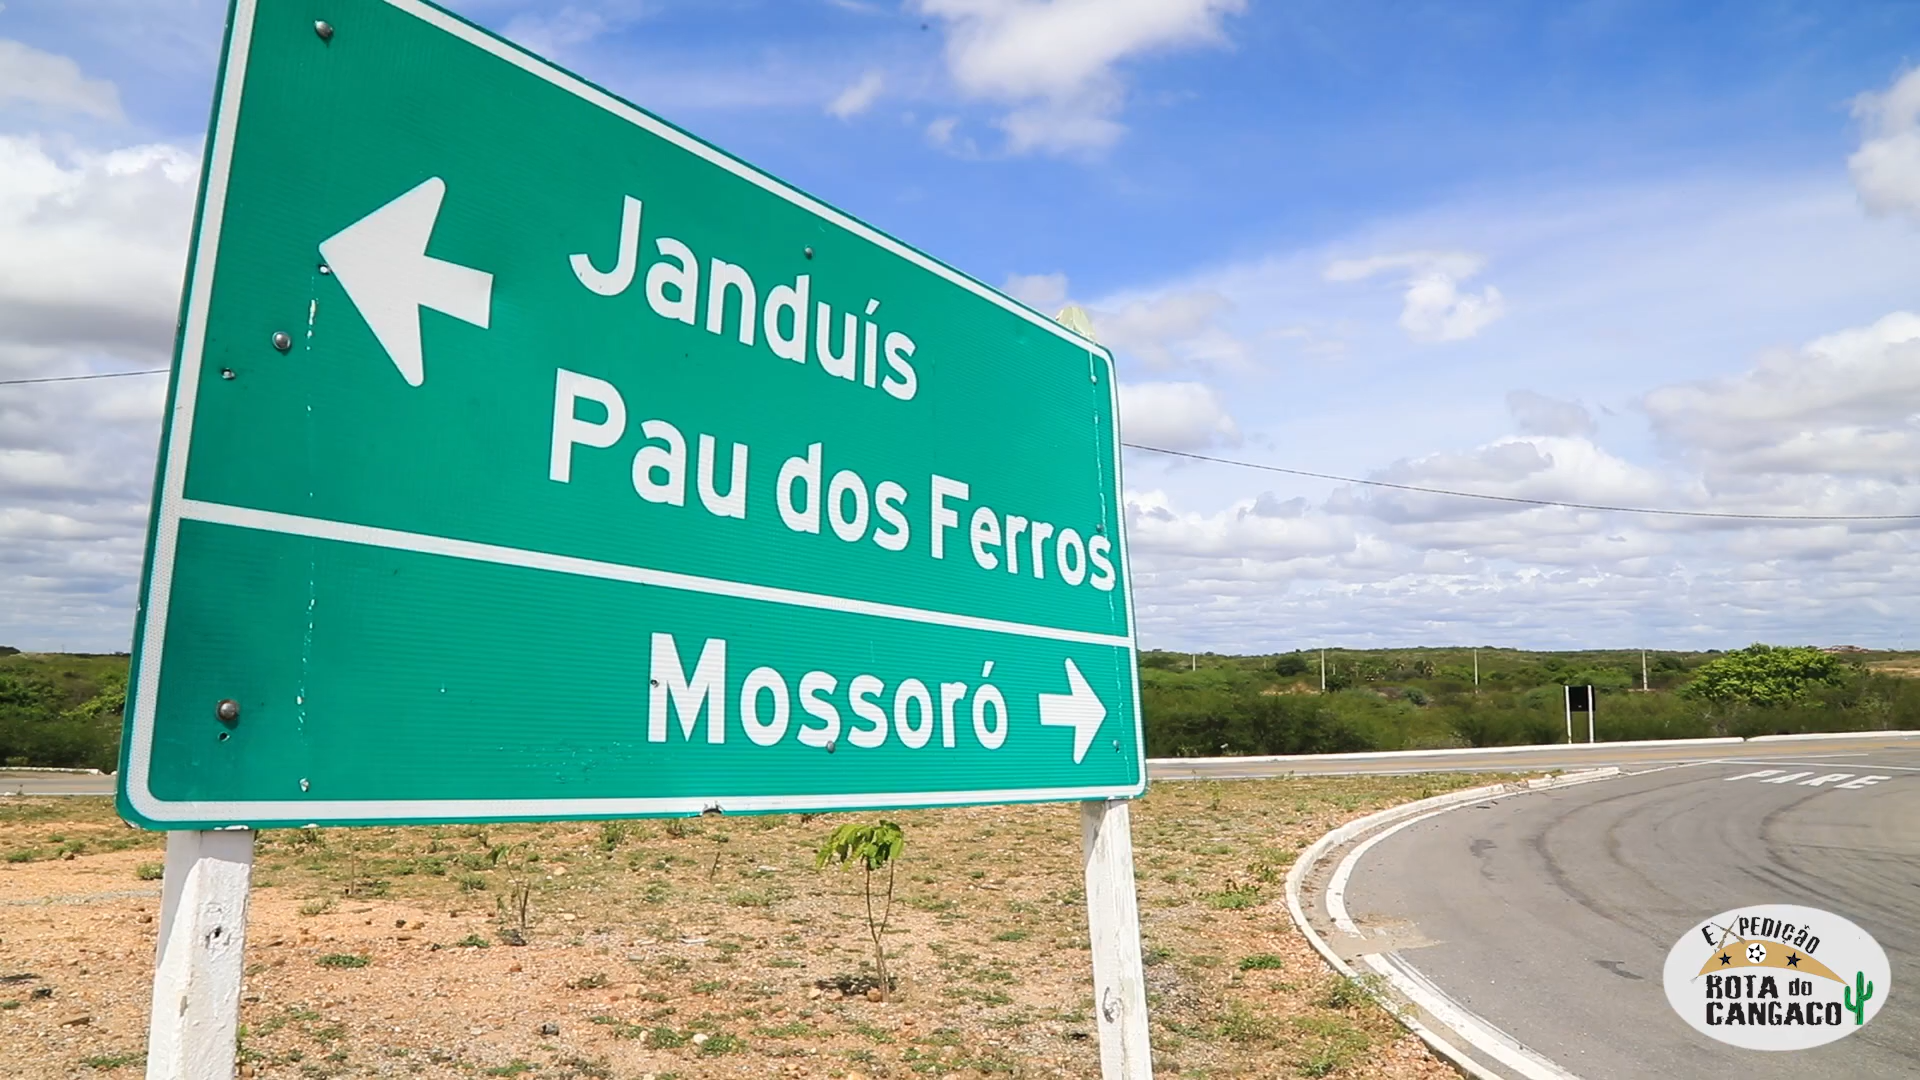 Janduís
Pau dos Ferros
Mossoró
PARE
EXPEDIÇÃO
ROTA do
CANGACO